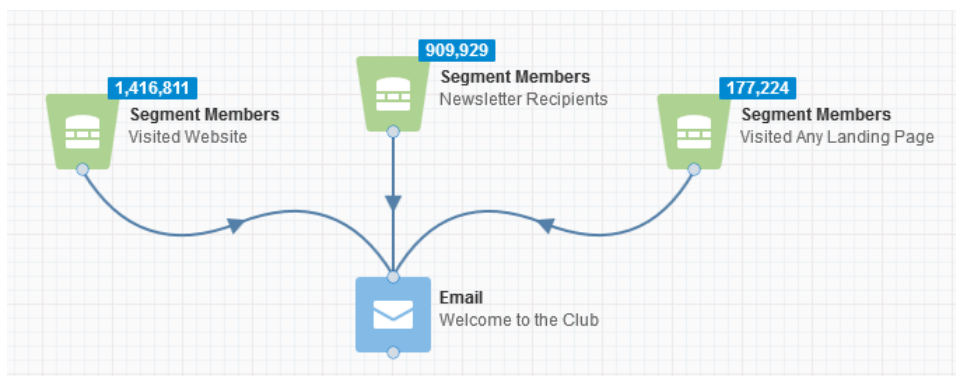 1,416,811
Segment Members
Visited Website
909,929
Segment Members
Newsletter Recipients
177,224
Segment Members
Visited Any Landing Page
Email
Welcome to the Club